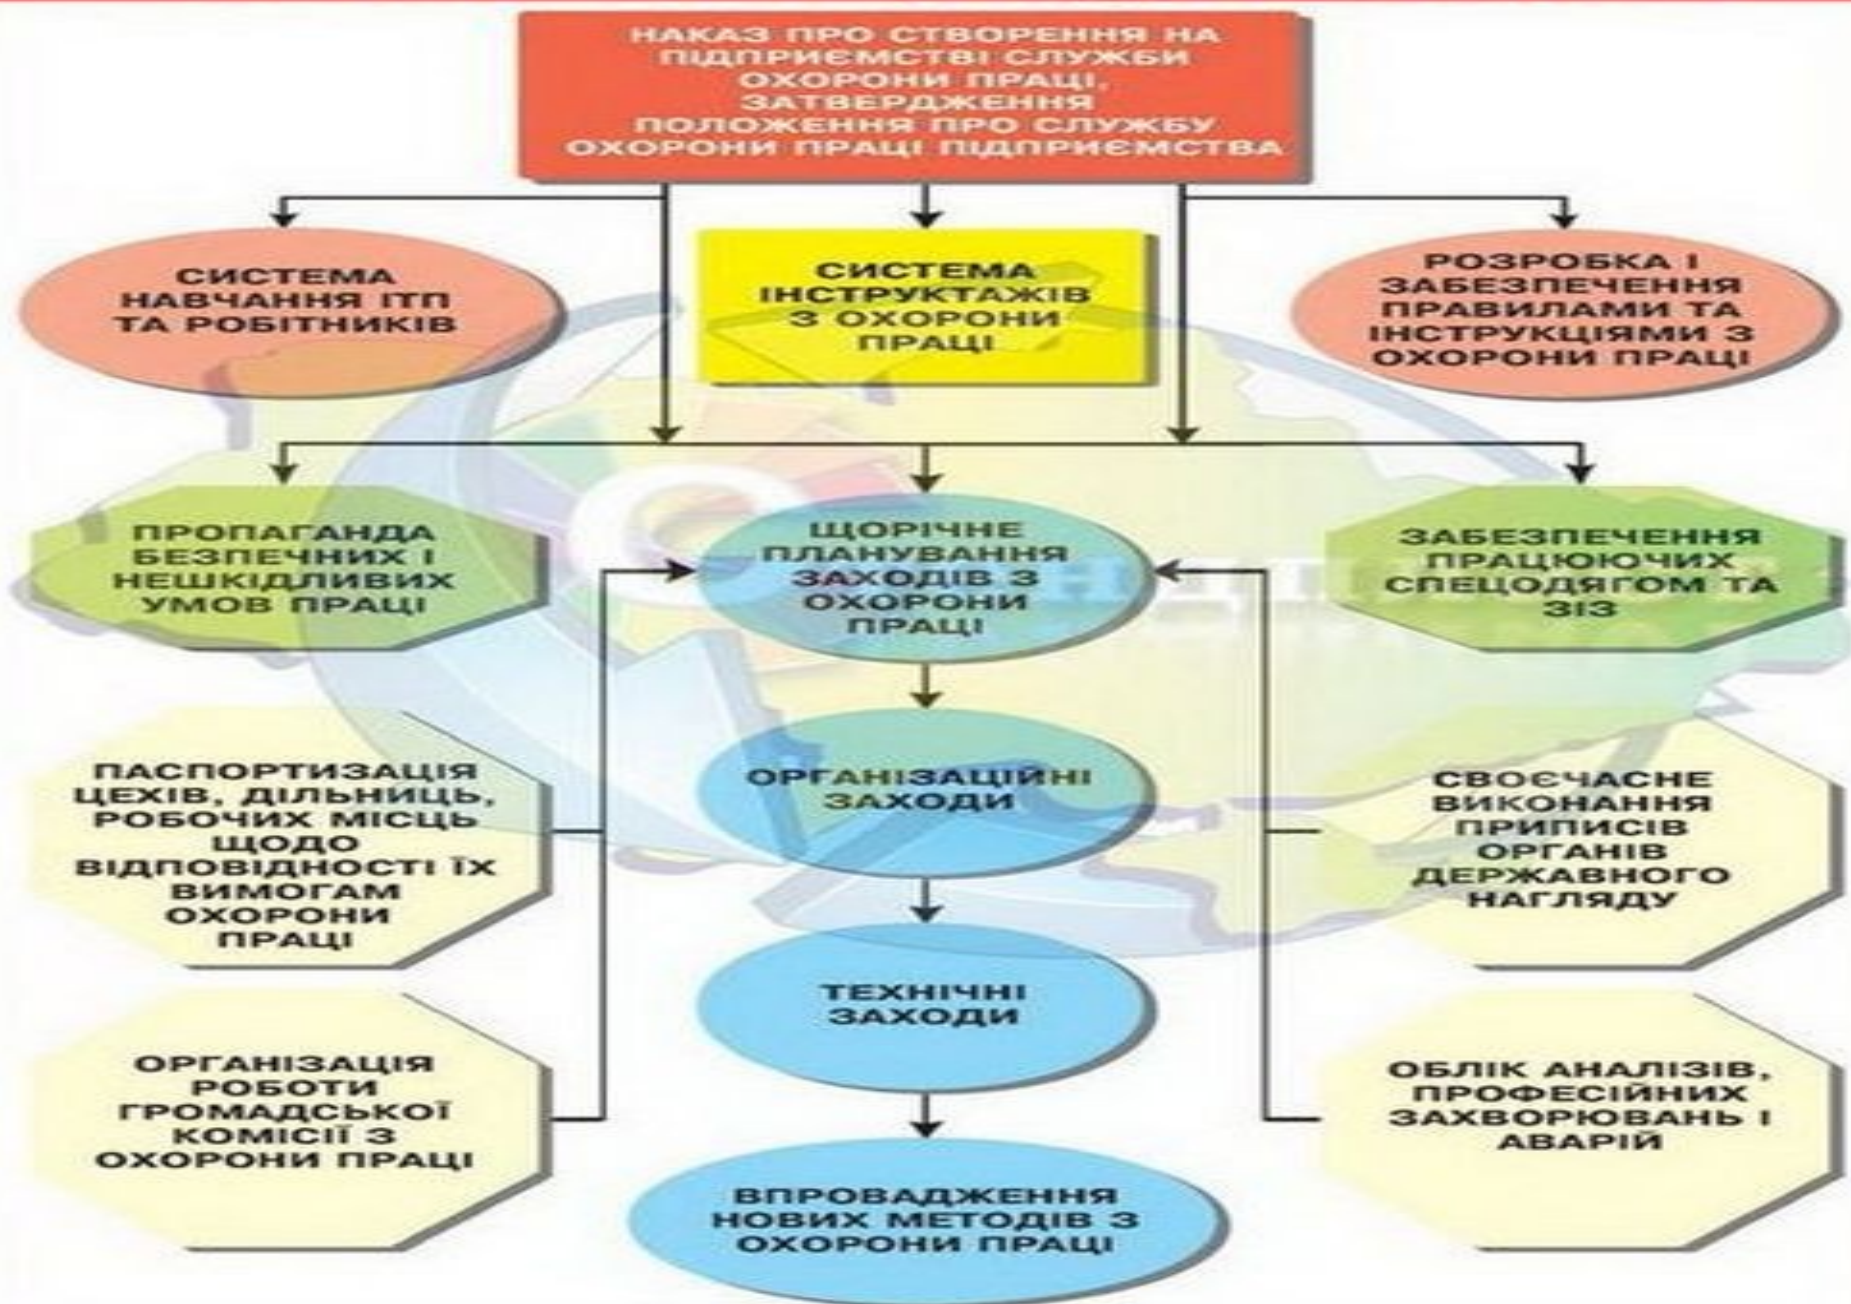 НАКАЗ ПРО СТВОРЕННЯ НА
ПІДПРИЄМСТВІ СЛУЖБИ
ОХОРОНИ ПРАЦІ,
ЗАТВЕРДЖЕННЯ
ПОЛОЖЕННЯ ПРО СЛУЖБУ
ОХОРОНИ ПРАЦІ ПІДПРИЄМСТВА
СИСТЕМА
НАВЧАННЯ ІТП
ТА РОБІТНИКІВ
СИСТЕМА
ІНСТРУКТАЖІВ
З ОХОРОНИ
ПРАЦІ
РОЗРОБКА І
ЗАБЕЗПЕЧЕННЯ
ПРАВИЛАМИ ТА
ІНСТРУКЦІЯМИ З
ОХОРОНИ ПРАЦІ
ПРОПАГАНДА
БЕЗПЕЧНИХ І
НЕШКІДЛИВИХ
УМОВ ПРАЦІ
ЩОРІЧНЕ
ПЛАНУВАННЯ
ЗАХОДІВ З
ОХОРОНИ
ПРАЦІ
ЗАБЕЗПЕЧЕННЯ
ПРАЦЮЮЧИХ
СПЕЦОДЯГОМ ТА
ЗІЗ
ПАСПОРТИЗАЦІЯ
ЦЕХІВ, ДІЛЬНИЦЬ,
РОБОЧИХ МІСЦЬ
ЩОДО
ВІДПОВІДНОСТІ ЇХ
ВИМОГАМ
ОХОРОНИ
ПРАЦІ
ОРГАНІЗАЦІЙНІ
ЗАХОДИ
СВОЄЧАСНЕ
ВИКОНАННЯ
ПРИПИСІВ
ОРГАНІВ
ДЕРЖАВНОГО
НАГЛЯДУ
ТЕХНІЧНІ
ЗАХОДИ
ОРГАНІЗАЦІЯ
РОБОТИ
ГРОМАДСЬКОЇ
КОМІСІЇ З
ОХОРОНИ ПРАЦІ
ОБЛІК АНАЛІЗІВ,
ПРОФЕСІЙНИХ
ЗАХВОРЮВАНЬ І
АВАРІЙ
ВПРОВАДЖЕННЯ
НОВИХ МЕТОДІВ З
ОХОРОНИ ПРАЦІ